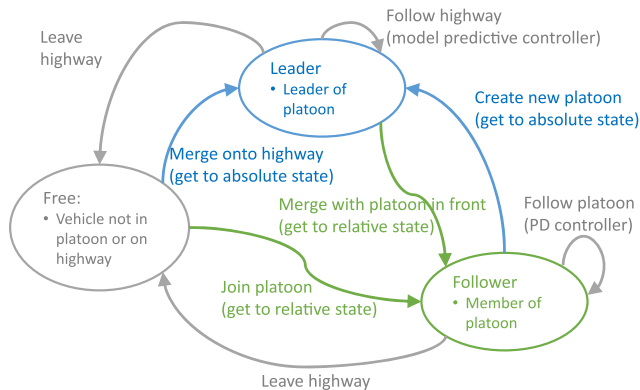 Follow highway
(model predictive controller)
Leave
highway
Leader
• Leader of
platoon
Create new platoon
(get to absolute state)
Merge onto highway
(get to absolute state)
Free:
• Vehicle not in
platoon or on
highway
Merge with platoon in front
(get to relative state)
Follow platoon
(PD controller)
Join platoon
(get to relative state)
Follower
• Member of
platoon
Leave highway